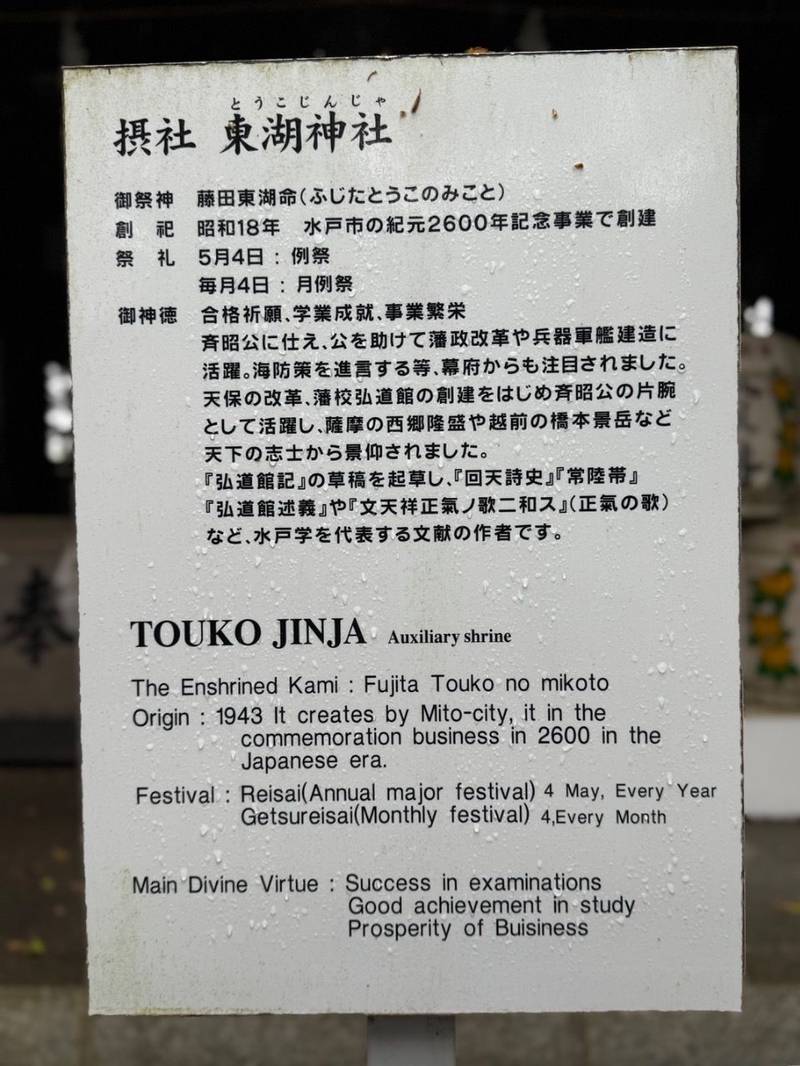 とうこじんじゃ
摂社 東湖神社
御祭神 藤田東湖命(ふじたとうこのみこと)
創 祀 昭和18年 水戸市の紀元2600年記念事業で創建
祭 礼 5月4日 : 例祭
毎月4日 : 月例祭
御神徳 合格祈願、学業成就、事業繁栄
斉昭公に仕え、公を助けて藩政改革や兵器軍艦建造に
活躍。海防策を進言する等、幕府からも注目されました。
天保の改革、藩校弘道館の創建をはじめ斉昭公の片腕
として活躍し、薩摩の西郷隆盛や越前の橋本景岳など
天下の志士から景仰されました。
『弘道館記』の草稿を起草し、『回天詩史』『常陸帯』
『弘道館述義』や『文天祥正氣ノ歌二和ス』(正氣の歌)
など、水戸学を代表する文献の作者です。
TOUKO JINJA Auxiliary shrine
The Enshrined Kami : Fujita Touko no mikoto
Origin : 1943 It creates by Mito-city, it in the
commemoration business in 2600 in the
Japanese era.
Festival : Reisai(Annual major festival) 4 May, Every Year
Getsureisai(Monthly festival) 4,Every Month
Main Divine Virtue : Success in examinations
Good achievement in study
Prosperity of Buisiness
奉